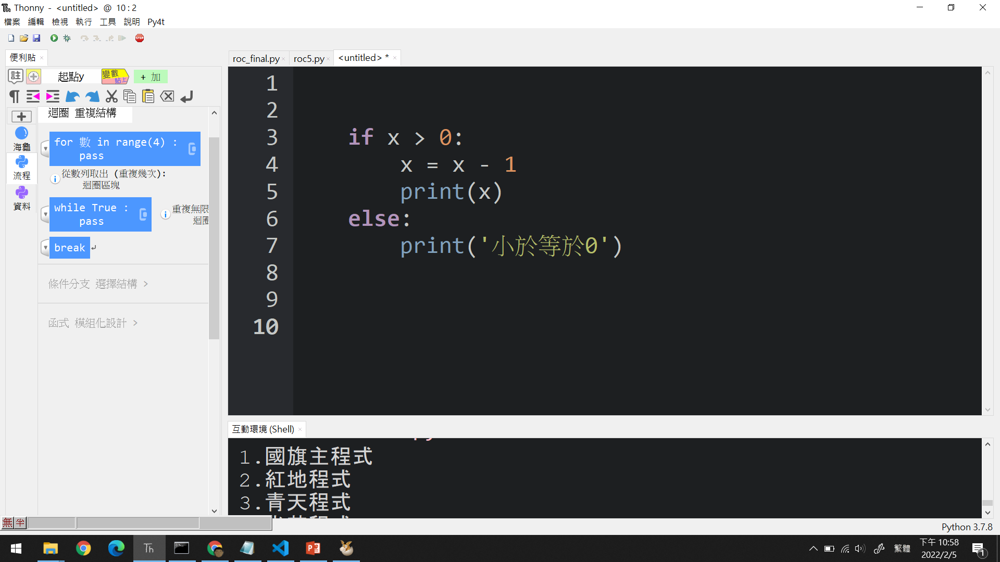 Thonny - <untitled> @ 10 : 2
檔案 編輯 檢視 執行 工具 說明 Py4t
STOP
便利貼
roc_final.py roc5.py <untitled> *
註 起點y 變數 貼上 + 加
迴圈 重複結構
海龜
流程
資料
for 數 in range(4) :
pass
從數列取出 (重複幾次):
迴圈區塊
while True :
pass
重複無限
迴圈
break
條件分支 選擇結構 >
函式 模組化設計 >
1
2
3 if x > 0:
4 x = x - 1
5 print(x)
6 else:
7 print('小於等於0')
8
9
10
互動環境 (Shell)
1.國旗主程式
2.紅地程式
3.青天程式
無 半
Python 3.7.8
Th
繁體
下午 10:58
2022/2/5
1